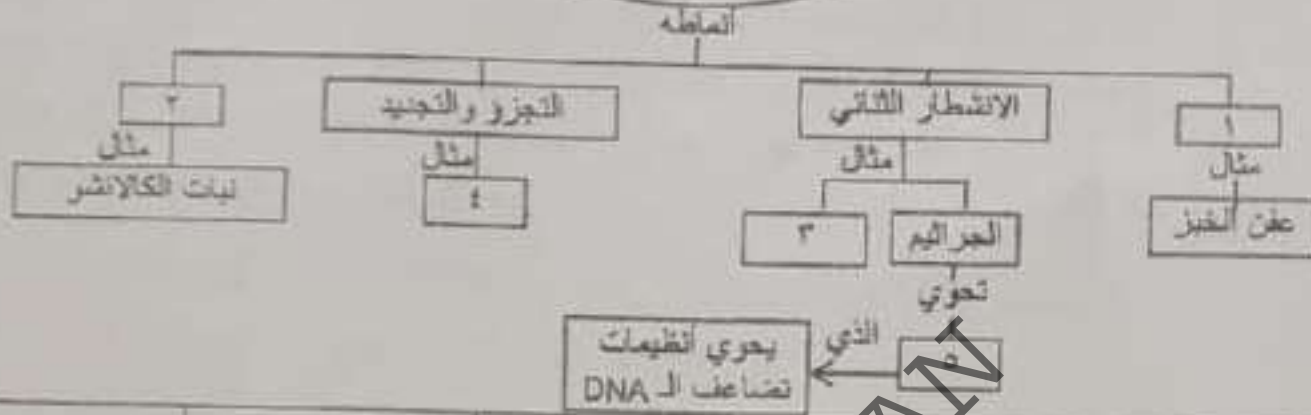 أنماطه
١
الانشطار الثنائي
التجزؤ والتجديد
٢
مثال
مثال
مثال
مثال
عفن الخبز
الجراثيم
٣
٤
نبات الكالانشو
تحوي
٥
الذي
يحوي أنظيمات
تضاعف الـ DNA
AN